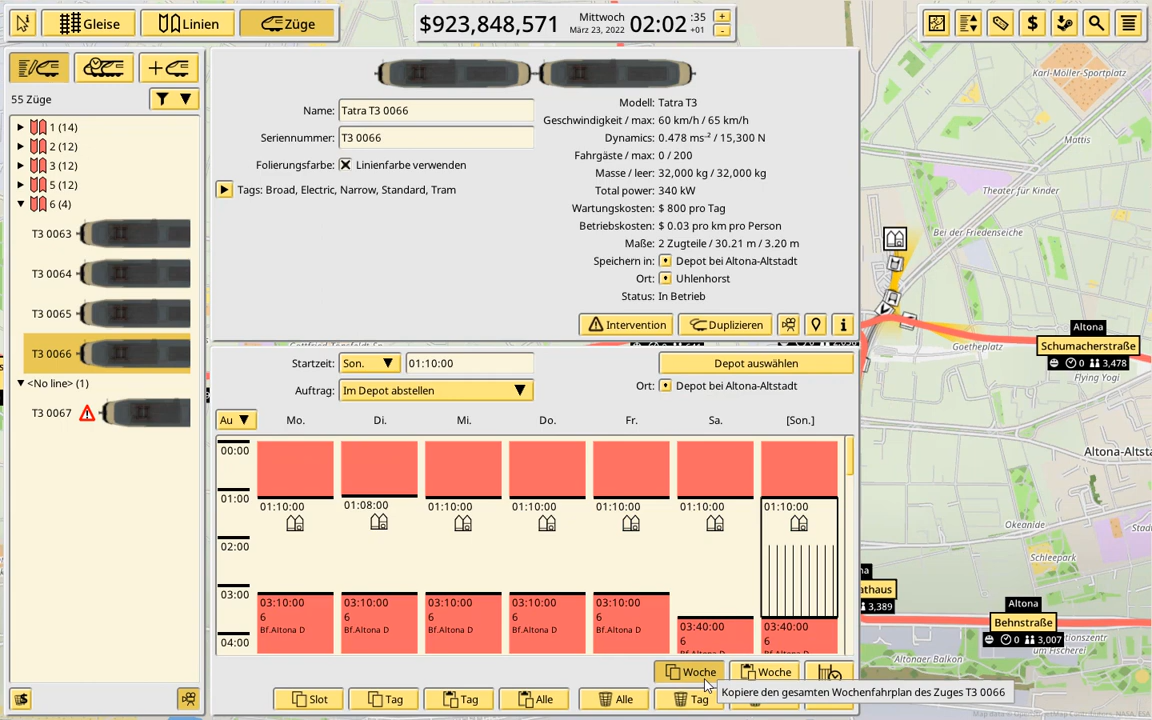 Gleise
Linien
Züge
$923,848,571
Mittwoch
März 23, 2022
02:02
:35
+01
+
-
$
55 Züge
1 (14)
2 (12)
3 (12)
5 (12)
6 (4)
T3 0063
T3 0064
T3 0065
T3 0066
<No line> (1)
T3 0067
Name: Tatra T3 0066
Seriennummer: T3 0066
Folierungsfarbe: Linienfarbe verwenden
Tags: Broad, Electric, Narrow, Standard, Tram
Modell: Tatra T3
Geschwindigkeit / max: 60 km/h / 65 km/h
Dynamics: 0.478 ms⁻² / 15,300 N
Fahrgäste / max: 0 / 200
Masse / leer: 32,000 kg / 32,000 kg
Total power: 340 kW
Wartungskosten: $ 800 pro Tag
Betriebskosten: $ 0.03 pro km pro Person
Maße: 2 Zugteile / 30.21 m / 3.20 m
Speichern in: Depot bei Altona-Altstadt
Ort: Uhlenhorst
Status: In Betrieb
Intervention
Duplizieren
Startzeit: Son. 01:10:00
Depot auswählen
Auftrag: Im Depot abstellen
Ort: Depot bei Altona-Altstadt
Au Mo. Di. Mi. Do. Fr. Sa. [Son.]
00:00
01:00
01:10:00 01:08:00 01:10:00 01:10:00 01:10:00 01:10:00 01:10:00
02:00
03:00
03:10:00 03:10:00 03:10:00 03:10:00 03:10:00
6 6 6 6 6
Bf.Altona D Bf.Altona D Bf.Altona D Bf.Altona D Bf.Altona D
03:40:00 03:40:00
6 6
Bf.Altona D Bf.Altona D
04:00
Woche
Woche
Kopiere den gesamten Wochenfahrplan des Zuges T3 0066
Slot
Tag
Tag
Alle
Alle
Tag
Karl-Möller-Sportplatz
Mattis
Theater für Kinder
Bei der Friedenseiche
Altona
Schumacherstraße
0 3,478
Goetheplatz
Flying Yogi
Altona-Altsta
Okeanide
Schleepark
na
athaus
3,389
Altona
Behnstraße
0 3,007
um Fischerei
Altonaer Balkon